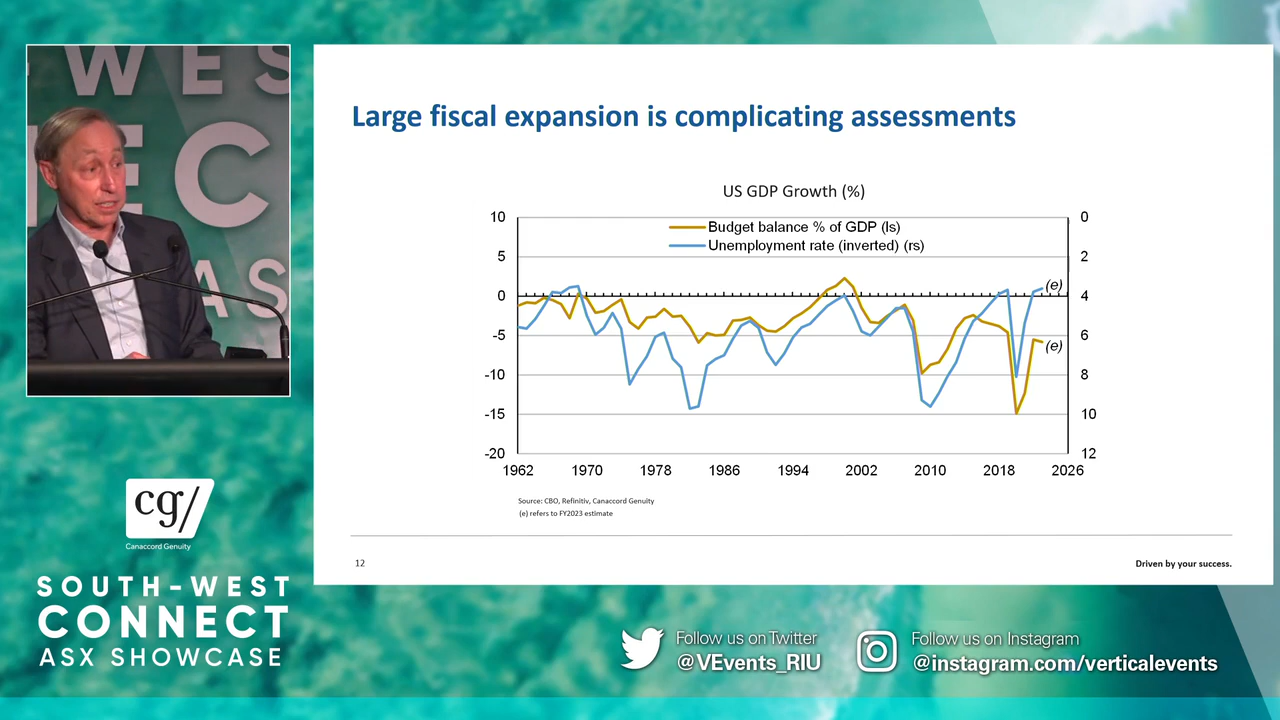 - WES
NEC
AS
Large fiscal expansion is complicating assessments
US GDP Growth (%)
Budget balance % of GDP (ls)
Unemployment rate (inverted) (rs)
10
5
0
-5
-10
-15
-20
0
2
4
6
8
10
12
(e)
(e)
1962 1970 1978 1986 1994 2002 2010 2018 2026
Source: CBO, Refinitiv, Canaccord Genuity
(e) refers to FY2023 estimate
12
Driven by your success.
cg/
Canaccord Genuity
SOUTH-WEST
CONNECT
ASX SHOWCASE
Follow us on Twitter
@VEvents_RIU
Follow us on Instagram
@instagram.com/verticalevents